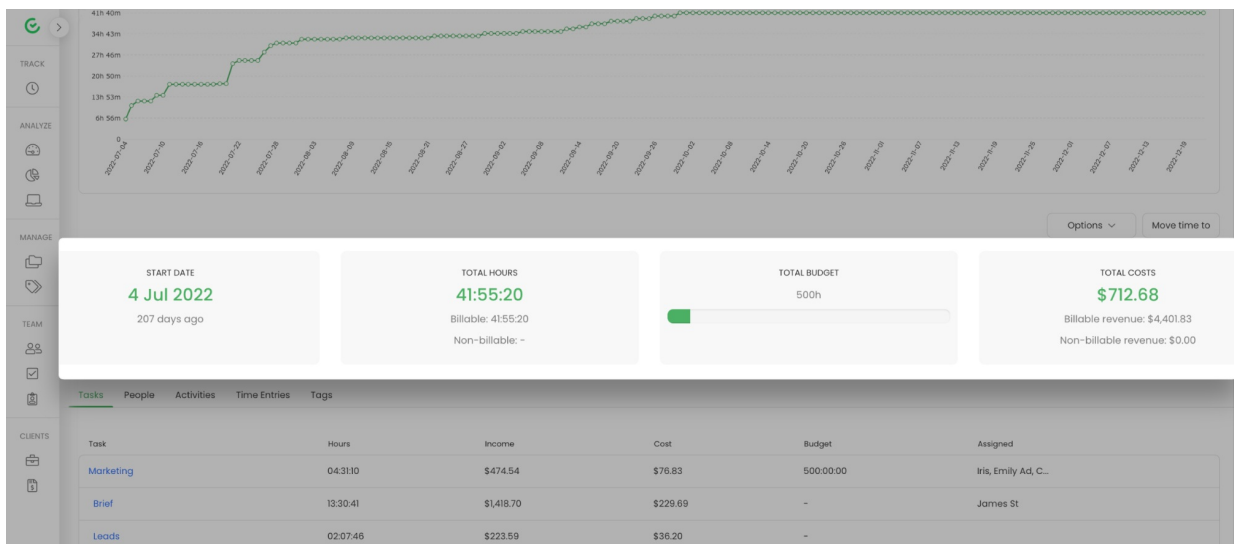 41h 40m
34h 43m
27h 46m
20h 50m
13h 53m
6h 56m
0
2022-07-04 2022-07-10 2022-07-16 2022-07-22 2022-07-28 2022-08-03 2022-08-09 2022-08-15 2022-08-21 2022-08-27 2022-09-02 2022-09-08 2022-09-14 2022-09-20 2022-09-26 2022-10-02 2022-10-08 2022-10-14 2022-10-20 2022-10-26 2022-11-01 2022-11-07 2022-11-13 2022-11-19 2022-11-25 2022-12-01 2022-12-07 2022-12-13 2022-12-19
TRACK
ANALYZE
MANAGE
TEAM
CLIENTS
Options Move time to
START DATE
4 Jul 2022
207 days ago
TOTAL HOURS
41:55:20
Billable: 41:55:20
Non-billable: -
TOTAL BUDGET
500h
TOTAL COSTS
$712.68
Billable revenue: $4,401.83
Non-billable revenue: $0.00
Tasks People Activities Time Entries Tags
Task Hours Income Cost Budget Assigned
Marketing 04:31:10 $474.54 $76.83 500:00:00 Iris, Emily Ad, C...
Brief 13:30:41 $1,418.70 $229.69 - James St
Leads 02:07:46 $223.59 $36.20 -